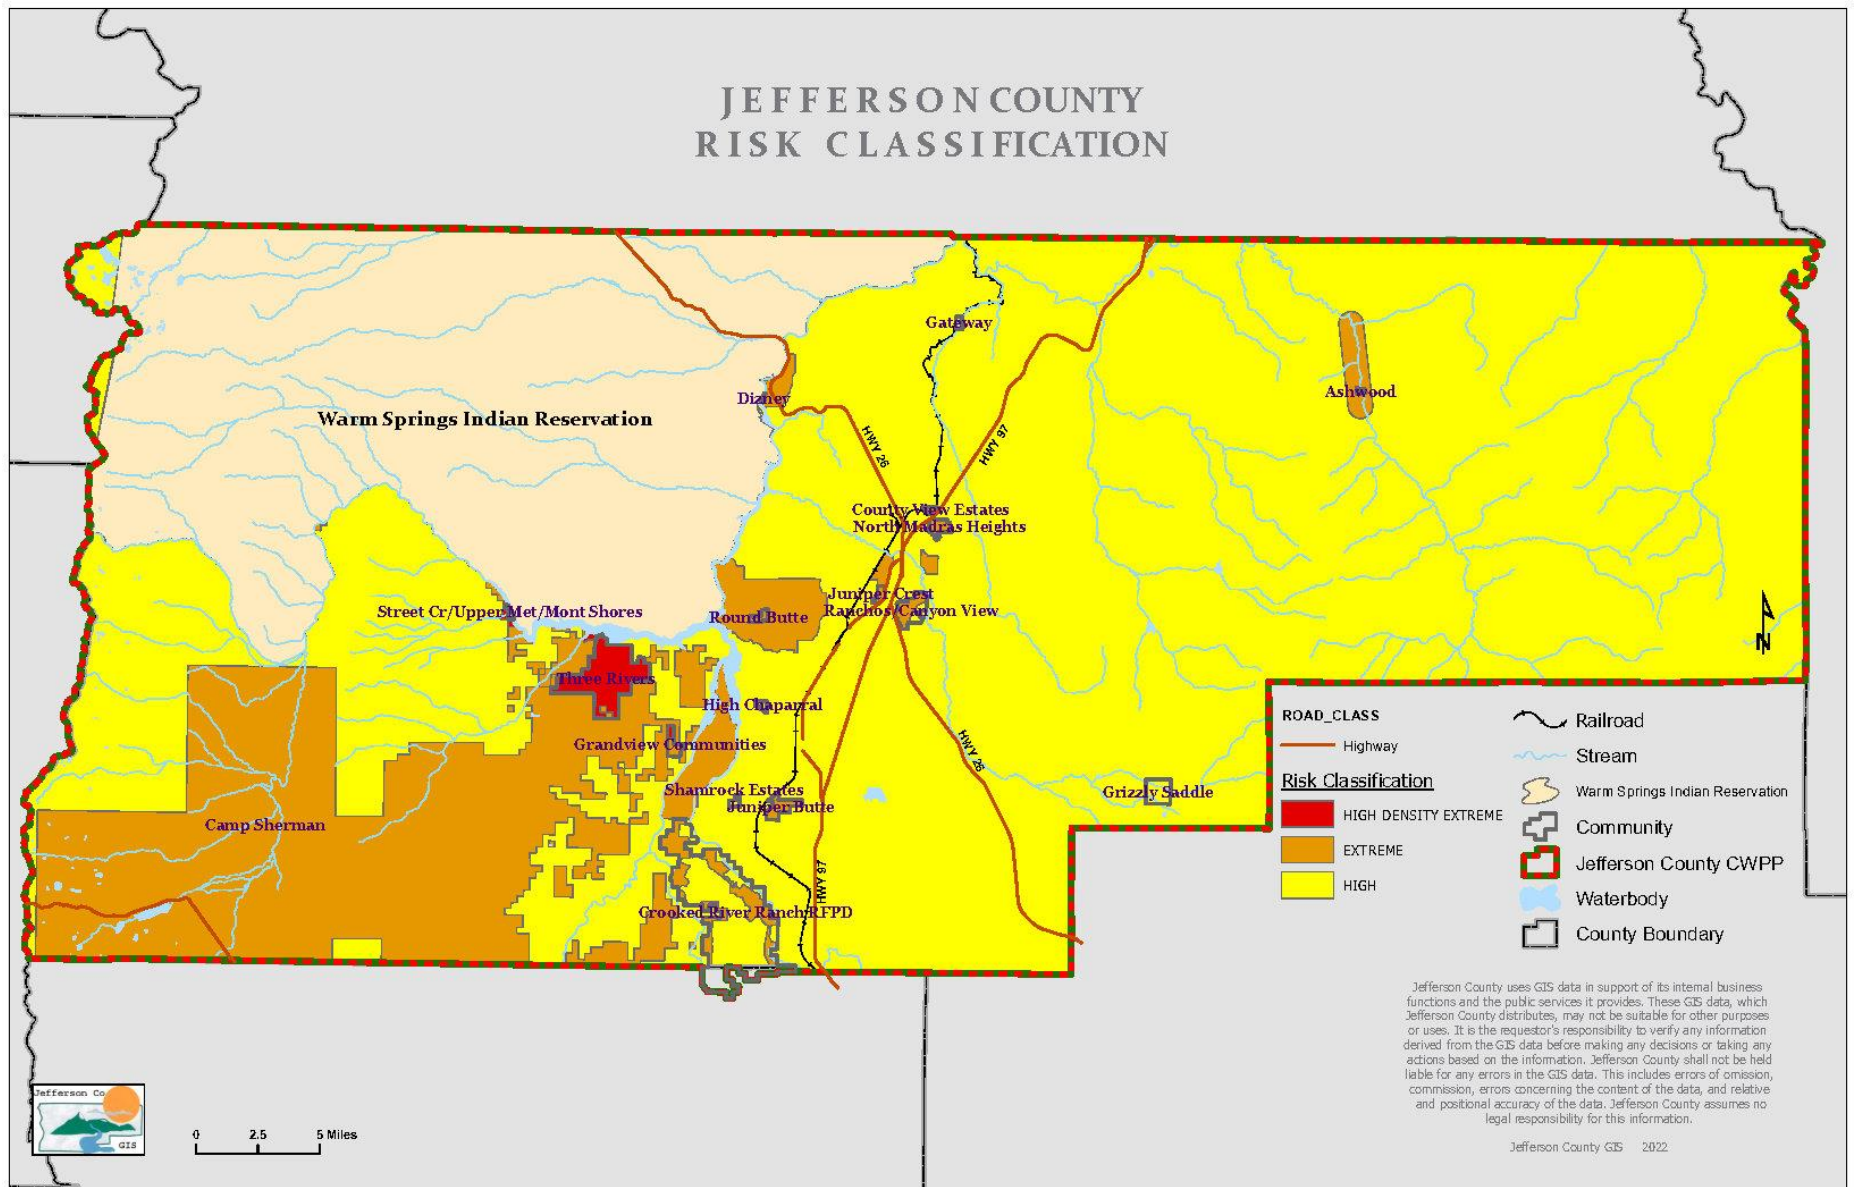 JEFFERSON COUNTY
RISK CLASSIFICATION
Gateway
Ashwood
Dizney
Warm Springs Indian Reservation
HWY 26
HWY 97
County View Estates
North Madras Heights
Juniper Crest
Street Cr/Upper Met/Mont Shores
Round Butte
Ranchos/Canyon View
Three Rivers
High Chaparral
Grandview Communities
HWY 26
Shamrock Estates
Juniper Butte
Grizzly Saddle
Camp Sherman
HWY 97
Crooked River Ranch RFPD
N
ROAD_CLASS
Highway
Risk Classification
HIGH DENSITY EXTREME
EXTREME
HIGH
Railroad
Stream
Warm Springs Indian Reservation
Community
Jefferson County CWPP
Waterbody
County Boundary
Jefferson County uses GIS data in support of its internal business
functions and the public services it provides. These GIS data, which
Jefferson County distributes, may not be suitable for other purposes
or uses. It is the requestor's responsibility to verify any information
derived from the GIS data before making any decisions or taking any
actions based on the information. Jefferson County shall not be held
liable for any errors in the GIS data. This includes errors of omission,
commission, errors concerning the content of the data, and relative
and positional accuracy of the data. Jefferson County assumes no
legal responsibility for this information.
Jefferson County GIS 2022
Jefferson Co
GIS
0 2.5 5 Miles